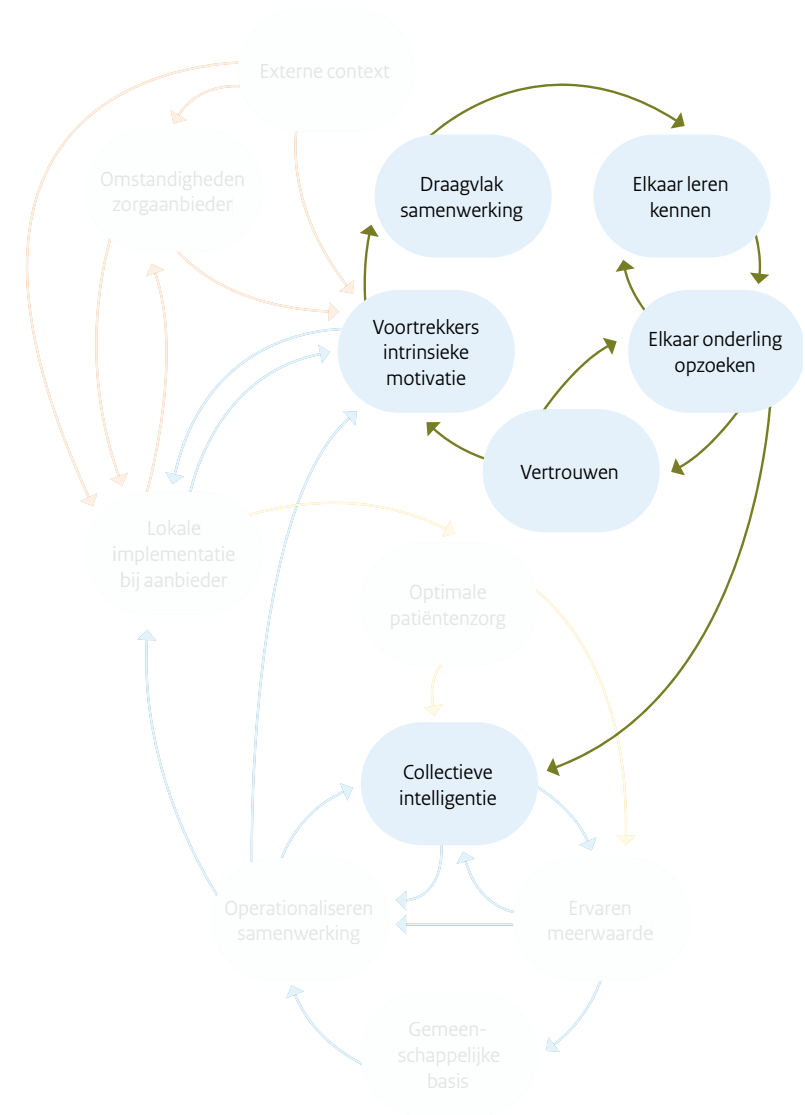 Externe context
Omstandigheden
zorgaanbieder
Draagvlak
samenwerking
Elkaar leren
kennen
Voortrekkers
intrinsieke
motivatie
Elkaar onderling
opzoeken
Vertrouwen
Lokale
implementatie
bij aanbieder
Optimale
patiëntenzorg
Collectieve
intelligentie
Operationaliseren
samenwerking
Ervaren
meerwaarde
Gemeen-
schappelijke
basis